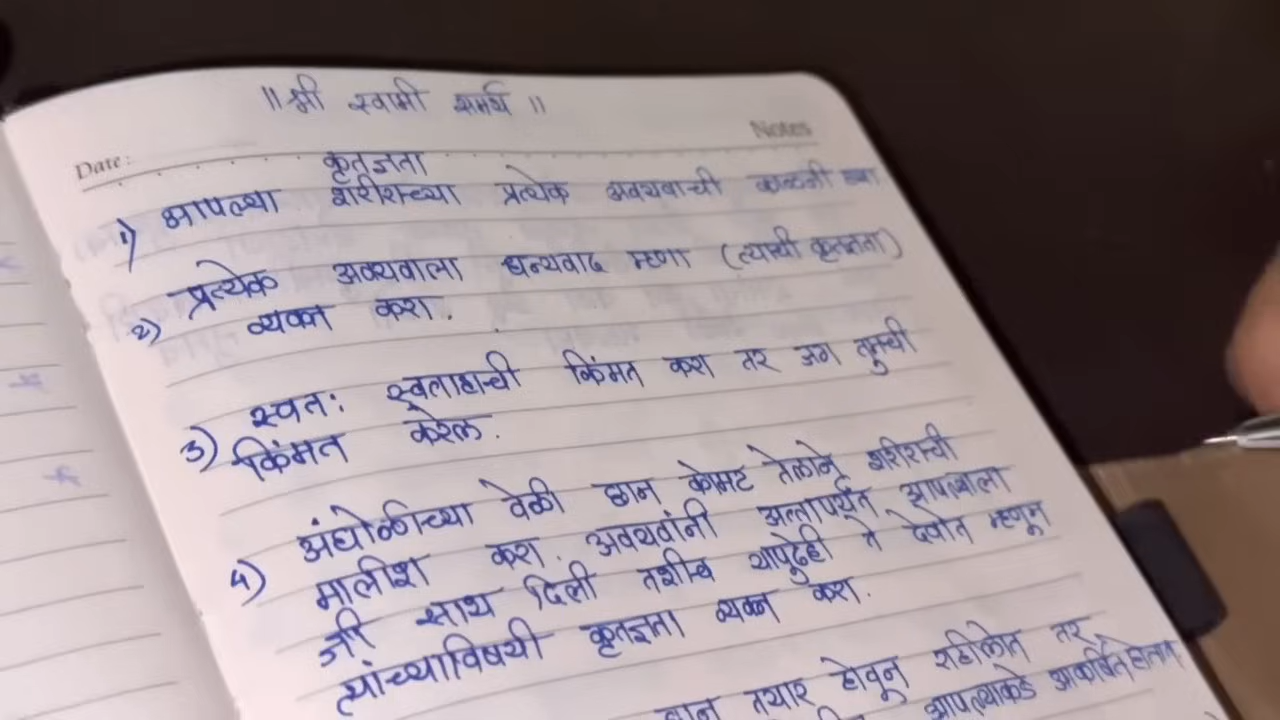 ॥ श्री स्वामी समर्थ ॥
Notes
Date:
कृतज्ञता
1) आपल्या शरीराच्या प्रत्येक अवयवाची काळजी घ्या
2) प्रत्येक अवयवाला धन्यवाद म्हणा (त्याची कृतज्ञता)
व्यक्त करा.
3) स्वत: स्वताहाची किंमत करा तर जग तुमची
किंमत करेल.
4) अंघोळीच्या वेळी छान कोमट तेलाने शरीराची
मालीश करा. अवयवांनी अत्तापर्यंत आपल्याला
जी साथ दिली तशीच यापुढेही ते देवोत म्हणून
त्यांच्याविषयी कृतज्ञता व्यक्त करा.
छान तयार होवून राहिलोत तर
आपल्याकडे आकर्षित होतात